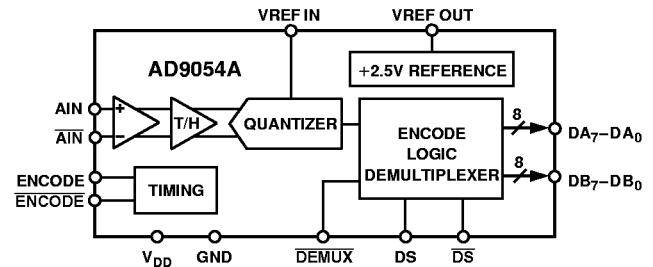 VREF IN
VREF OUT
AD9054A
+2.5V REFERENCE
AIN
AIN
T/H
QUANTIZER
ENCODE
LOGIC
DEMULTIPLEXER
8
DA7–DA0
8
DB7–DB0
ENCODE
ENCODE
TIMING
VDD
GND
DEMUX
DS
DS